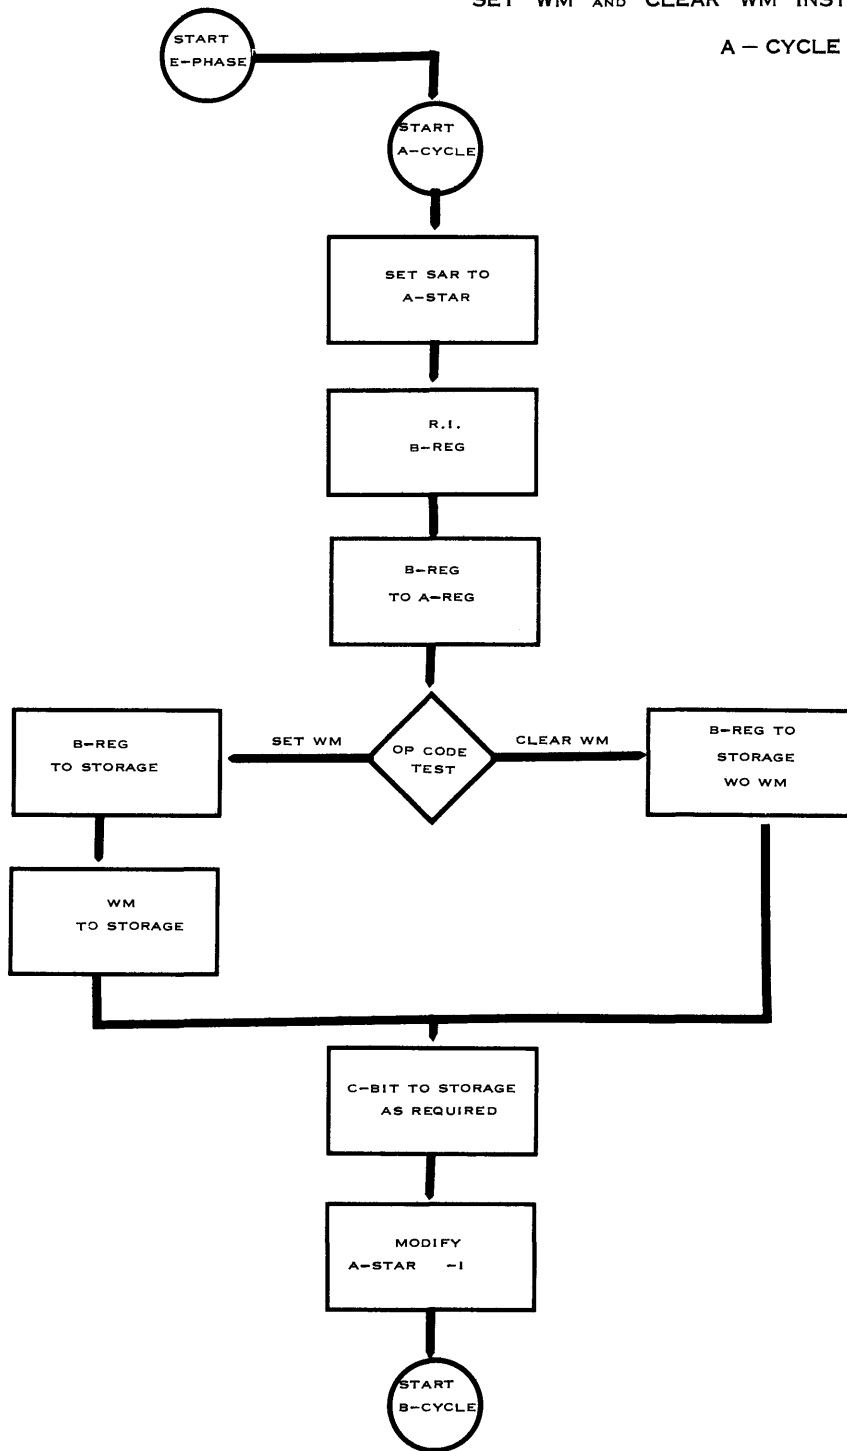 SET WM AND CLEAR WM INST
A – CYCLE
START
E–PHASE
START
A–CYCLE
SET SAR TO
A–STAR
R.I.
B–REG
B–REG
TO A–REG
OP CODE
TEST
SET WM
CLEAR WM
B–REG
TO STORAGE
B–REG TO
STORAGE
WO WM
WM
TO STORAGE
C–BIT TO STORAGE
AS REQUIRED
MODIFY
A–STAR –1
START
B–CYCLE